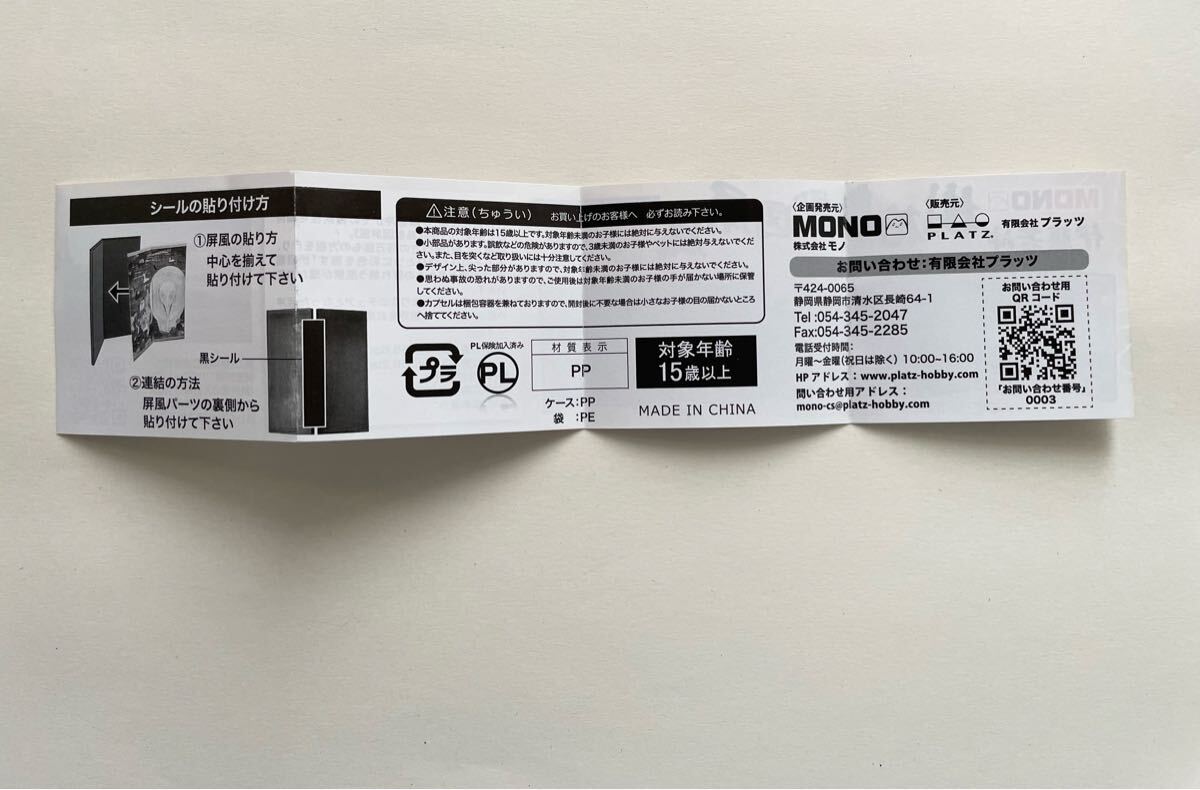 シールの貼り付け方
①屏風の貼り方
中心を揃えて
貼り付けて下さい
黒シール
②連結の方法
屏風パーツの裏側から
貼り付けて下さい
注意(ちゅうい) お買い上げのお客様へ 必ずお読み下さい。
●本商品の対象年齢は15歳以上です。対象年齢未満のお子様には絶対に与えないでください。
●小部品があります。誤飲などの危険がありますので、3歳未満のお子様やペットには絶対与えないでくだ
さい。また、目を突くなど取り扱いには十分注意してください。
●デザイン上、尖った部分がありますので、対象年齢未満のお子様には絶対に与えないでください。
●思わぬ事故の恐れがありますので、ご使用後は対象年齢未満のお子様の手が届かない場所に保管
してください。
●カプセルは梱包容器を兼ねておりますので、開封後に不要な場合は小さなお子様の目の届かないところ
へ捨ててください。
プラ
PL保険加入済み
PL
材質表示
PP
ケース:PP
袋 :PE
対象年齢
15歳以上
MADE IN CHINA
〈企画発売元〉
MONO
株式会社 モノ
〈販売元〉
PLATZ.
有限会社 プラッツ
お問い合わせ:有限会社プラッツ
〒424-0065
静岡県静岡市清水区長崎64-1
Tel:054-345-2047
Fax:054-345-2285
電話受付時間:
月曜〜金曜(祝日は除く) 10:00~16:00
HP アドレス:www.platz-hobby.com
問い合わせ用アドレス:
mono-cs@platz-hobby.com
お問い合わせ用
QRコード
「お問い合わせ番号」
0003